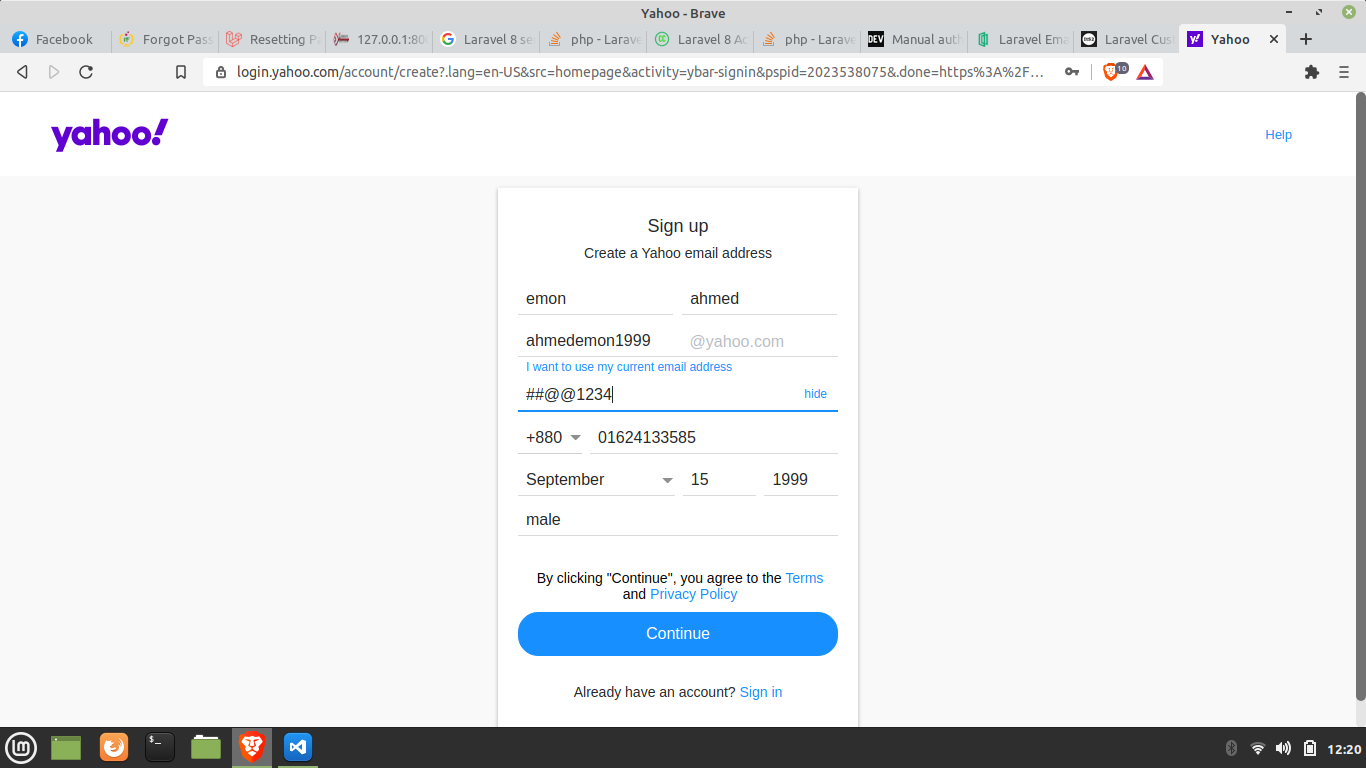 Yahoo - Brave
Facebook Forgot Pass Resetting P 127.0.0.1:80 Laravel 8 se php - Larave Laravel 8 Ac php - Larave Manual auth Laravel Ema Laravel Cus Yahoo
login.yahoo.com/account/create?.lang=en-US&src=homepage&activity=ybar-signin&pspid=2023538075&.done=https%3A%2F… 10
yahoo!
Help
Sign up
Create a Yahoo email address
emon ahmed
ahmedemon1999 @yahoo.com
I want to use my current email address
##@@1234 hide
+880 01624133585
September 15 1999
male
By clicking "Continue", you agree to the Terms
and Privacy Policy
Continue
Already have an account? Sign in
12:20